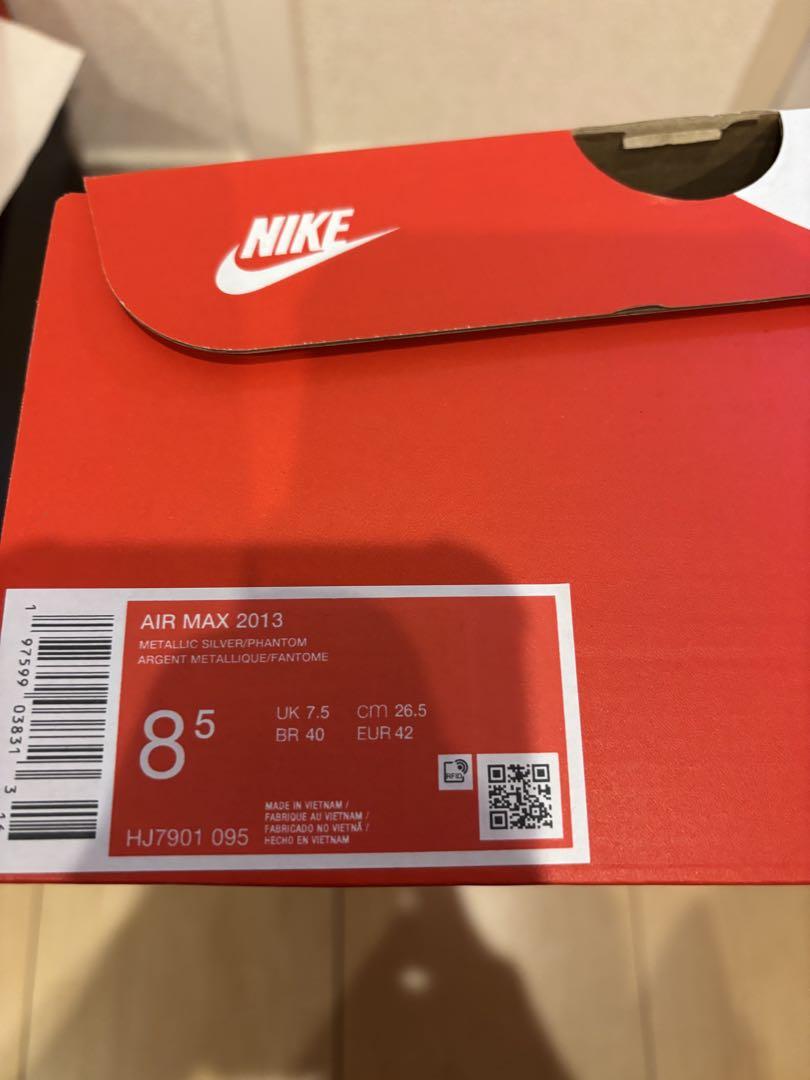 NIKE
AIR MAX 2013
METALLIC SILVER/PHANTOM
ARGENT METALLIQUE/FANTOME
8 5
UK 7.5 cm 26.5
BR 40 EUR 42
RFID
MADE IN VIETNAM /
FABRIQUE AU VIETNAM /
FABRICADO NO VIETNÃ /
HECHO EN VIETNAM
HJ7901 095
1 97599 03831 3